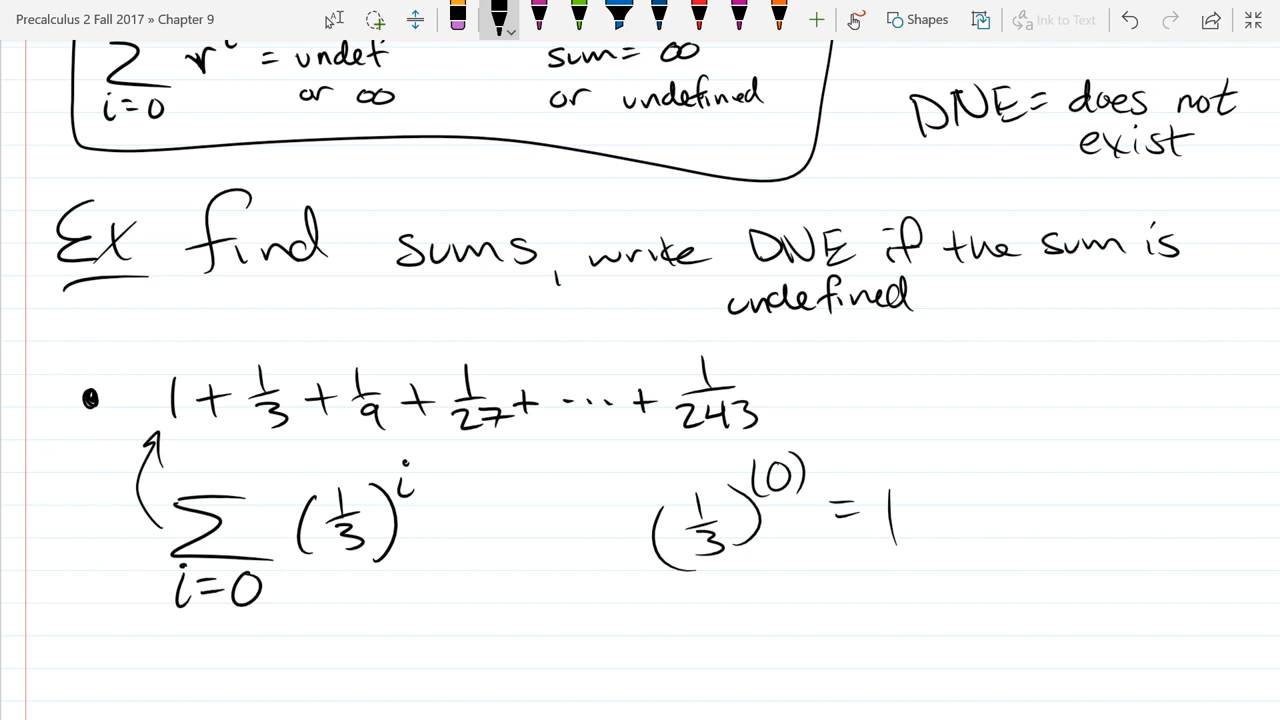 Precalculus 2 Fall 2017 » Chapter 9
Shapes
Ink to Text
∑ rⁱ = undef sum = ∞
i=0 or ∞ or undefined
DNE = does not
exist
Ex find sums, write DNE if the sum is
undefined
• 1 + 1/3 + 1/9 + 1/27 + ... + 1/243
∑ (1/3)ⁱ (1/3)^(0) = 1
i=0